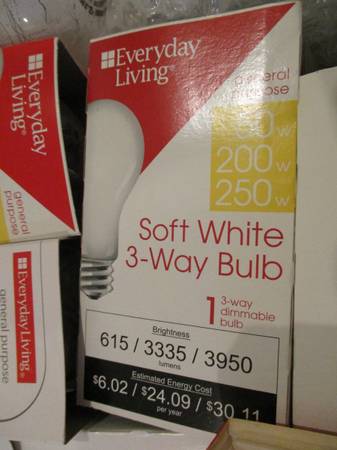 Everyday
Living®
general
purpose
50w
200w
250w
Soft White
3-Way Bulb
1 3-way
dimmable
bulb
Brightness
615 / 3335 / 3950
lumens
Estimated Energy Cost
$6.02 / $24.09 / $30.11
per year
Everyday
Living®
general
purpose
EverydayLiving®
general purpose